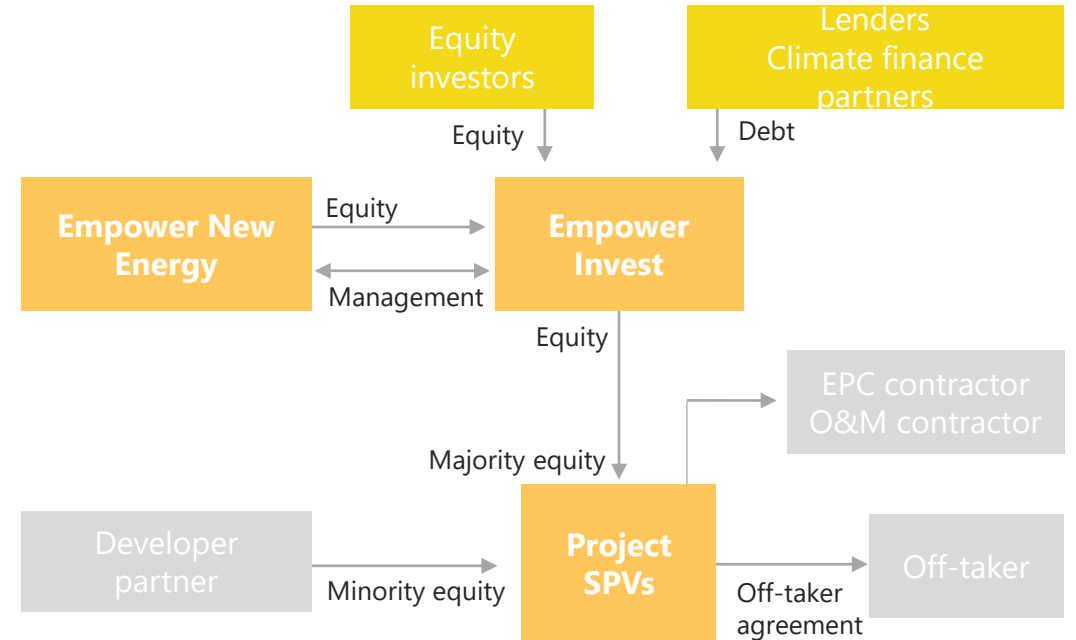 Equity
investors
Lenders
Climate finance
partners
Equity
Debt
Empower New
Energy
Equity
Management
Empower
Invest
Equity
EPC contractor
O&M contractor
Majority equity
Developer
partner
Minority equity
Project
SPVs
Off-taker
agreement
Off-taker